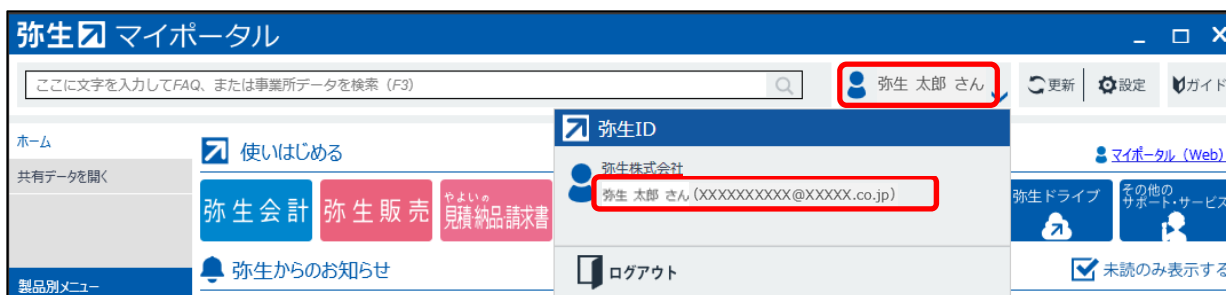 弥生 マイポータル
ここに文字を入力してFAQ、または事業所データを検索（F3）
弥生 太郎 さん
更新
設定
ガイド
ホーム
共有データを開く
製品別メニュー
使いはじめる
弥生会計
弥生販売
やよいの
見積納品請求書
弥生からのお知らせ
弥生ID
弥生株式会社
弥生 太郎 さん（XXXXXXXXXX@XXXXX.co.jp）
ログアウト
マイポータル（Web）
弥生ドライブ
その他の
サポート・サービス
未読のみ表示する